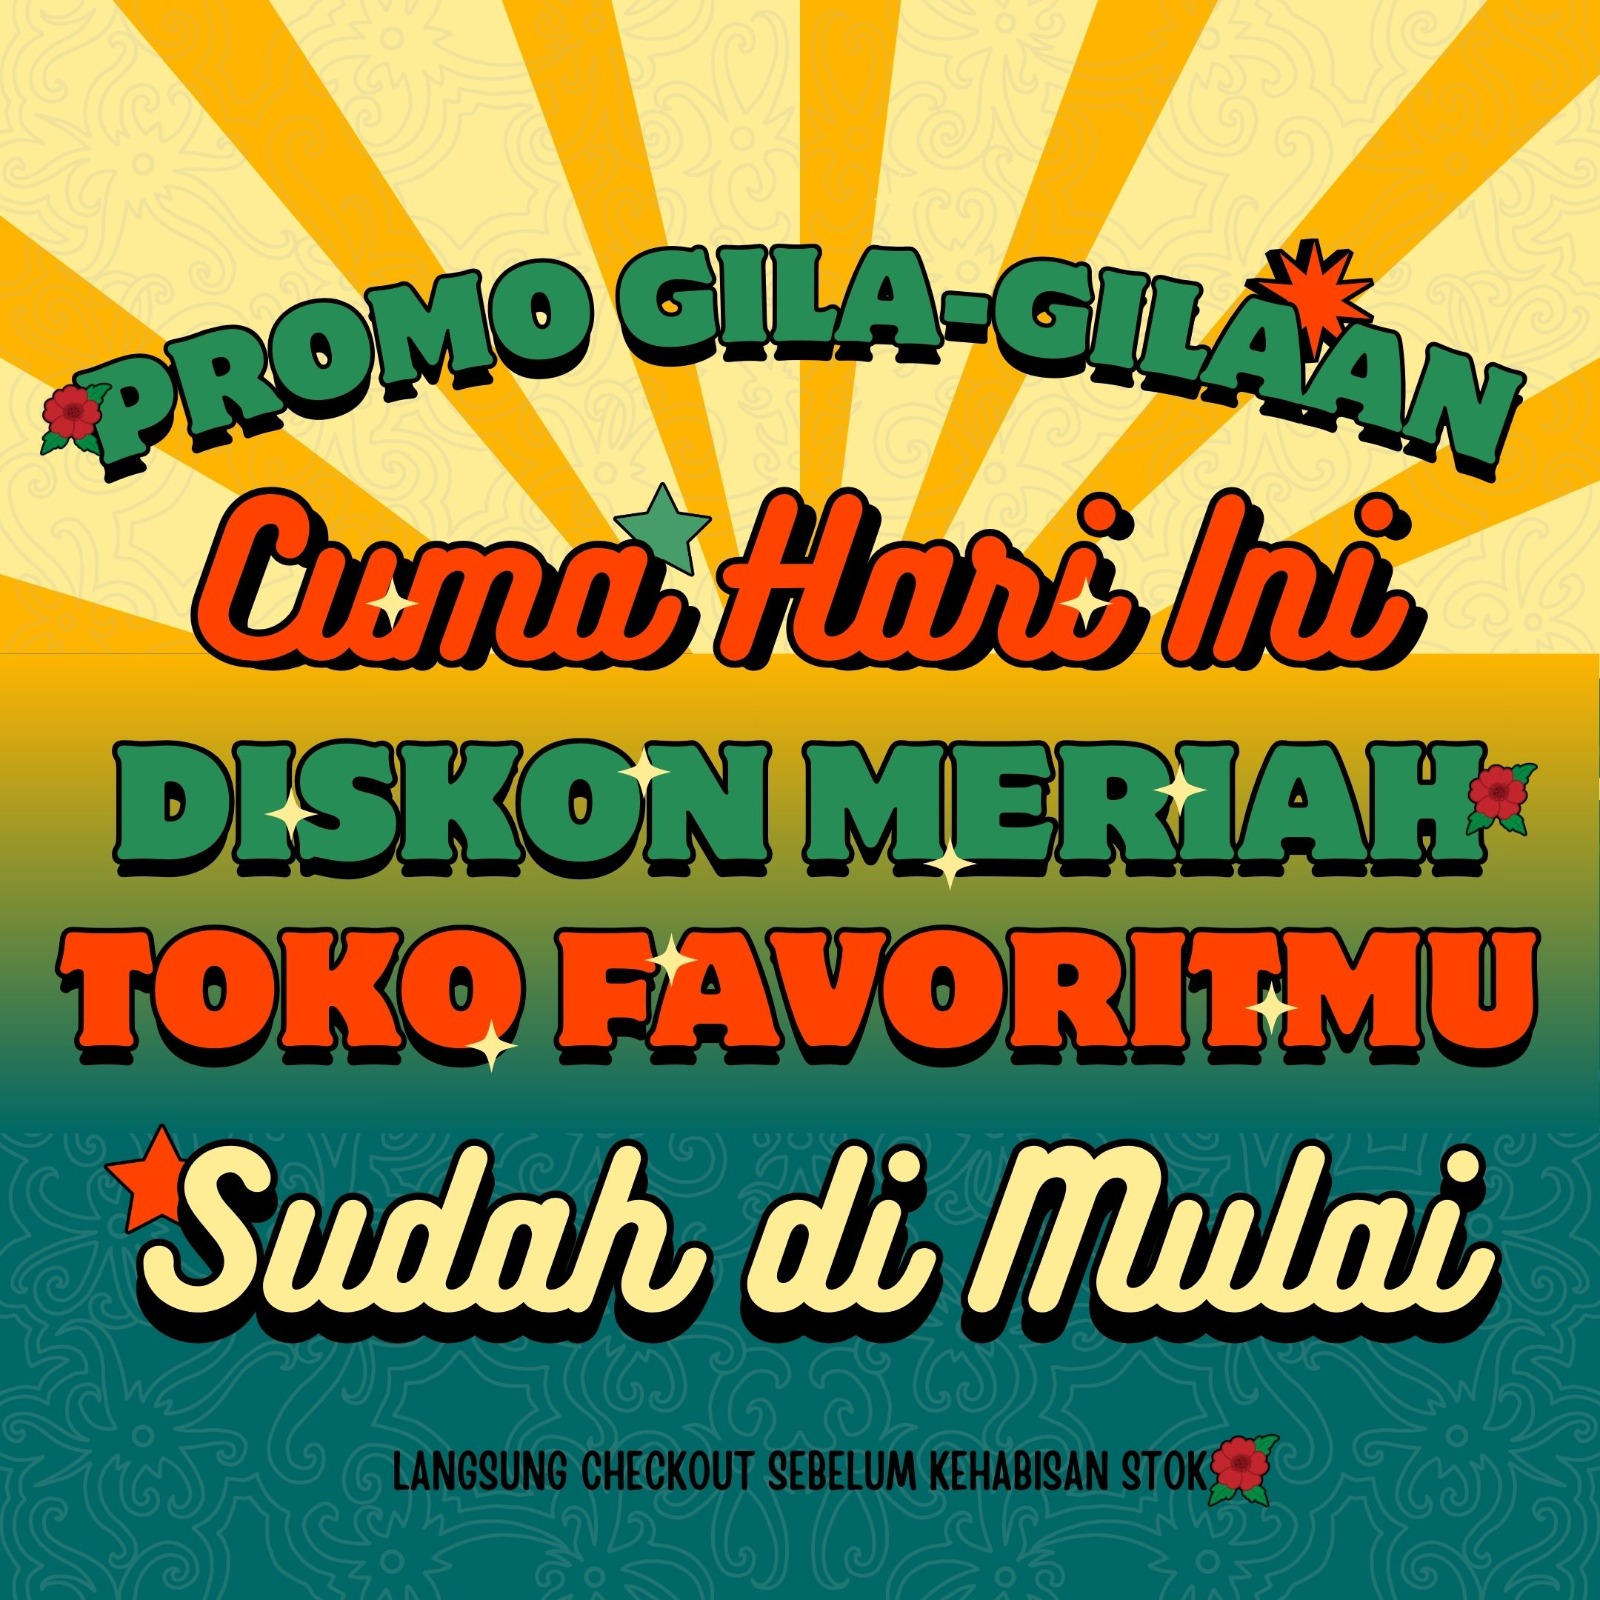 PROMO GILA-GILAAN
Cuma Hari Ini
DISKON MERIAH
TOKO FAVORITMU
Sudah di Mulai
LANGSUNG CHECKOUT SEBELUM KEHABISAN STOK